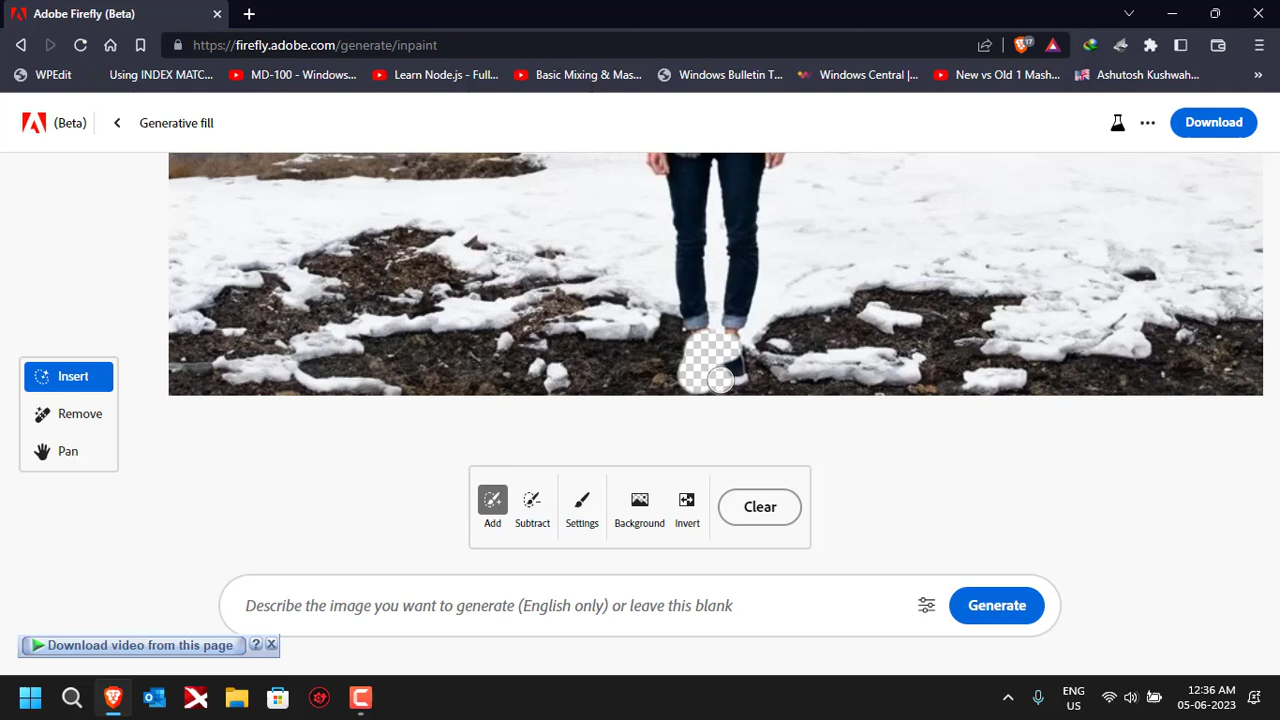 Adobe Firefly (Beta)
https://firefly.adobe.com/generate/inpaint
17
WPEdit
Using INDEX MATC...
MD-100 - Windows...
Learn Node.js - Full...
Basic Mixing & Mas...
Windows Bulletin T...
Windows Central |...
New vs Old 1 Mash...
Ashutosh Kushwah...
»
(Beta)
Generative fill
Download
Insert
Remove
Pan
Add
Subtract
Settings
Background
Invert
Clear
Describe the image you want to generate (English only) or leave this blank
Generate
Download video from this page
?
ENG
US
12:36 AM
05-06-2023